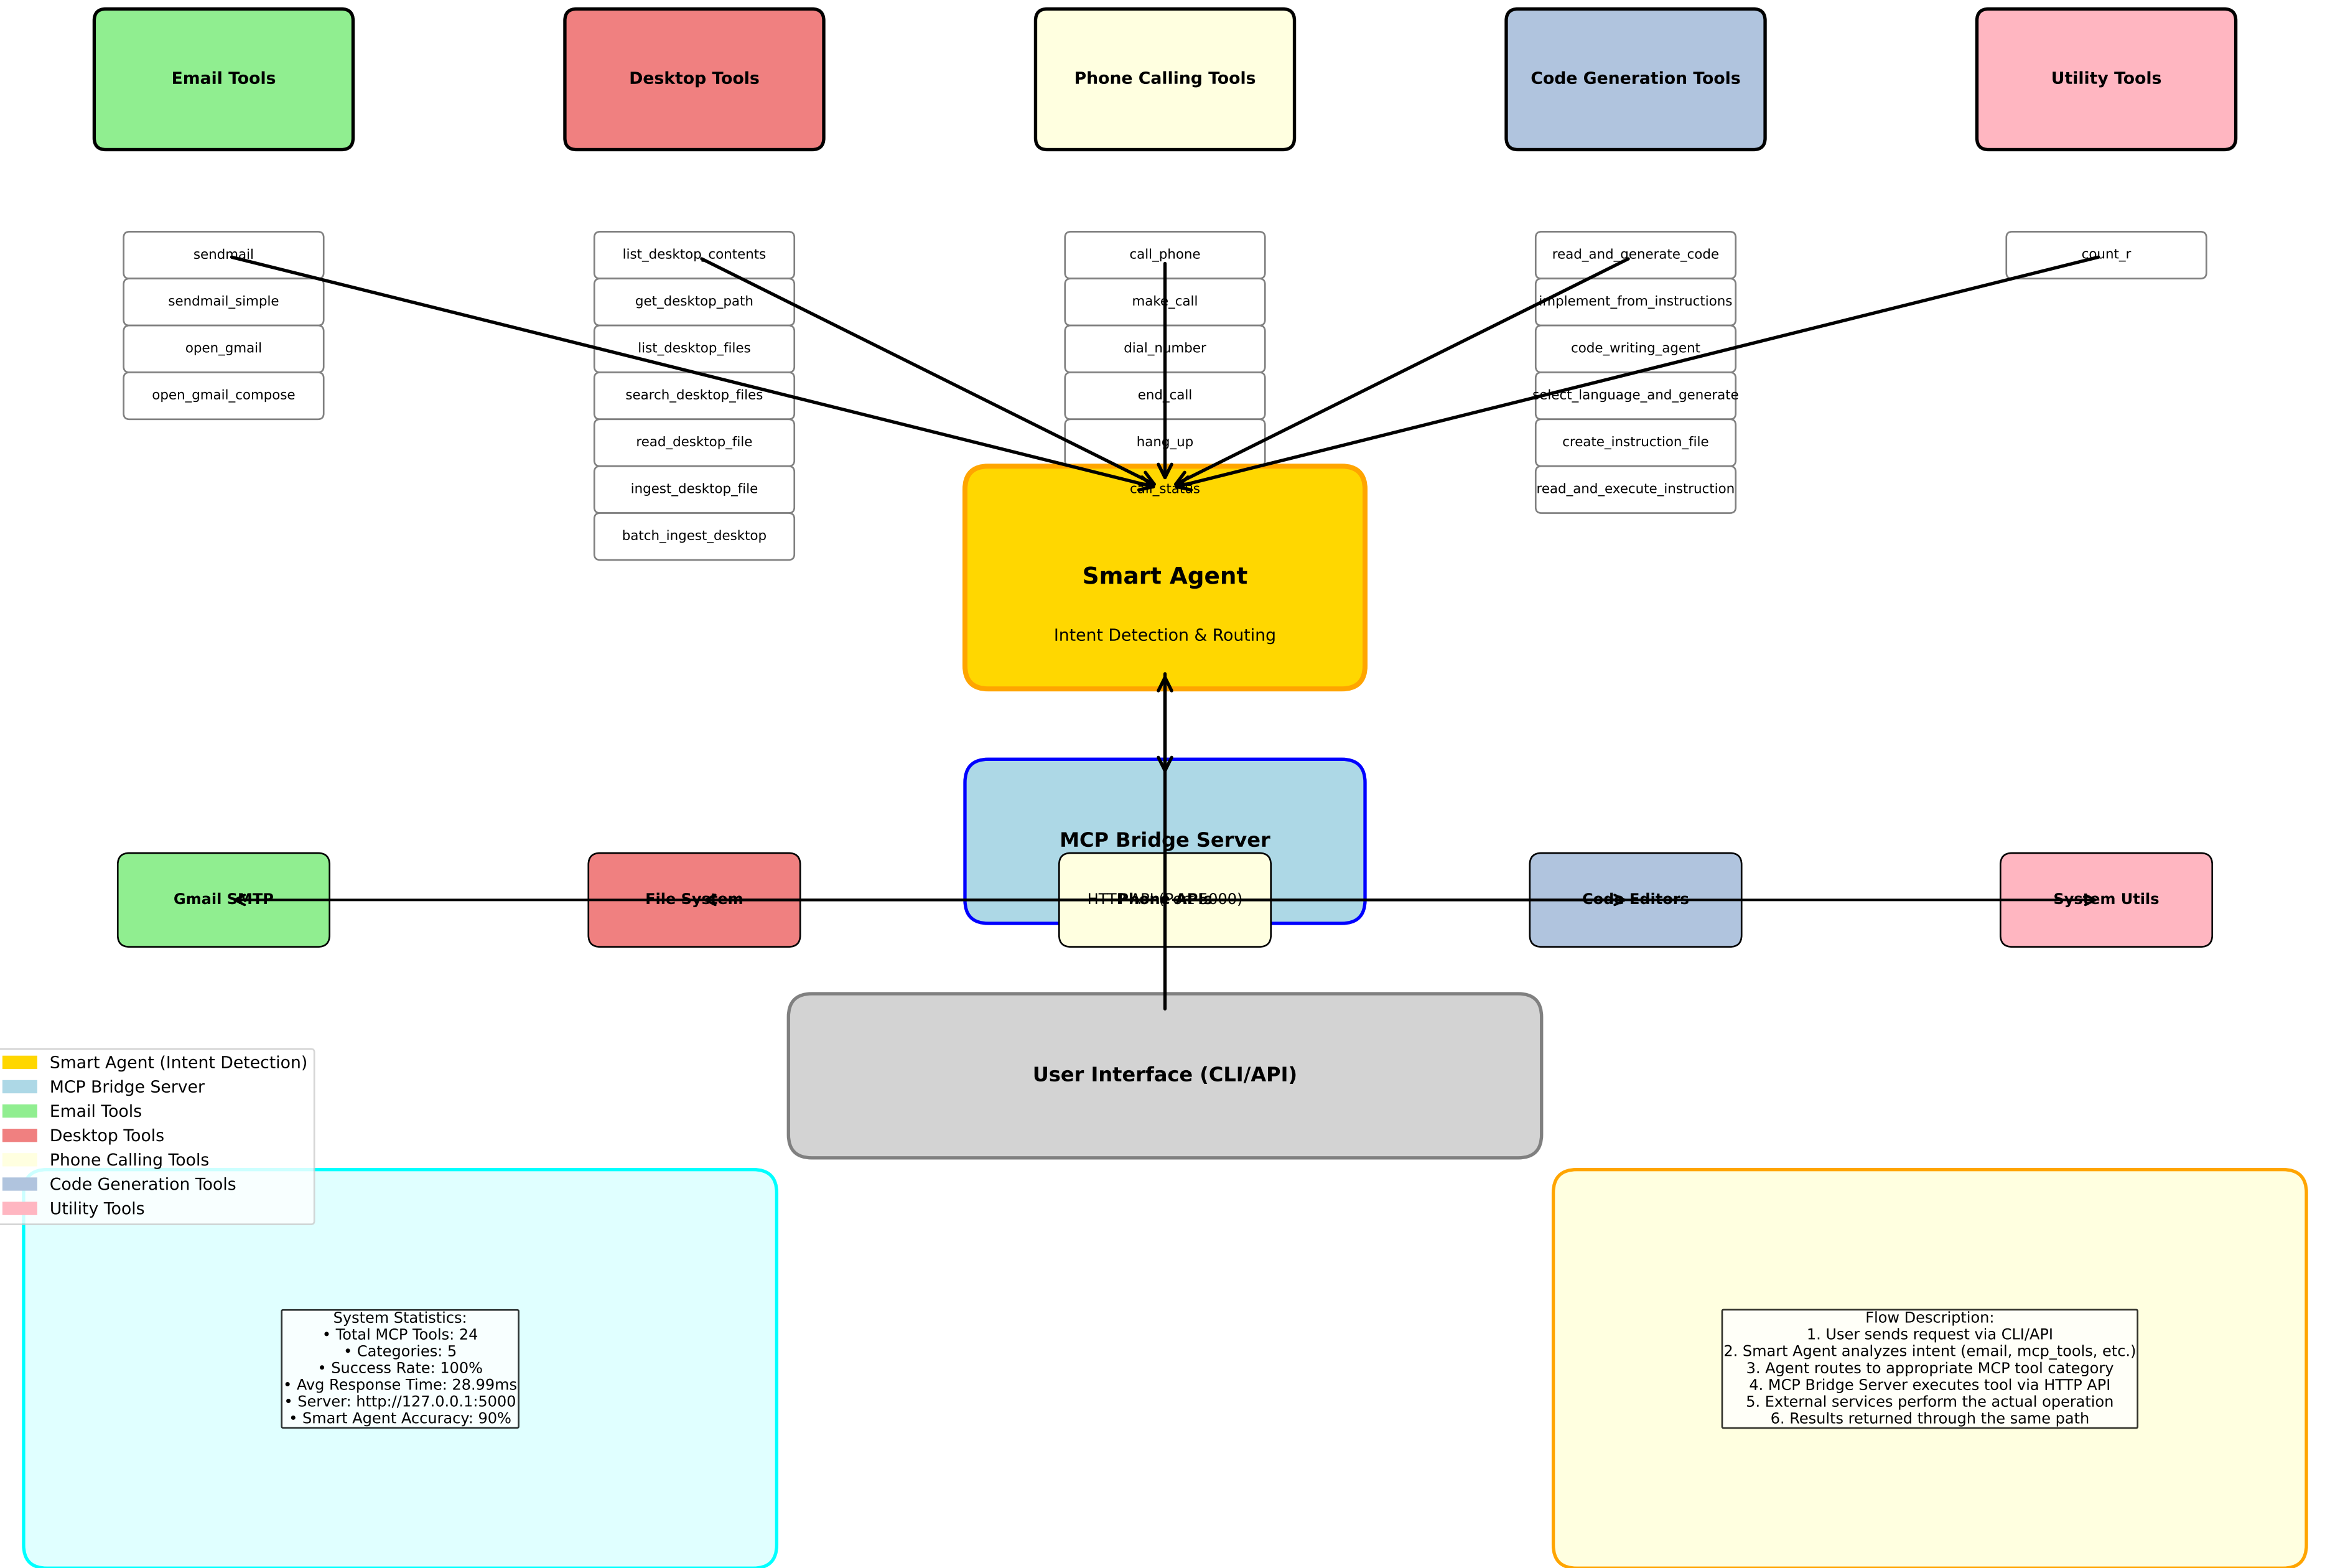 Email Tools
Desktop Tools
Phone Calling Tools
Code Generation Tools
Utility Tools
sendmail
sendmail_simple
open_gmail
open_gmail_compose
list_desktop_contents
get_desktop_path
list_desktop_files
search_desktop_files
read_desktop_file
ingest_desktop_file
batch_ingest_desktop
call_phone
make_call
dial_number
end_call
hang_up
call_status
read_and_generate_code
implement_from_instructions
code_writing_agent
select_language_and_generate
create_instruction_file
read_and_execute_instruction
count_r
Smart Agent
Intent Detection & Routing
MCP Bridge Server
HTTP API (Port 5000)
Gmail SMTP
File System
Phone APIs
Code Editors
System Utils
User Interface (CLI/API)
Smart Agent (Intent Detection)
MCP Bridge Server
Email Tools
Desktop Tools
Phone Calling Tools
Code Generation Tools
Utility Tools
System Statistics:
• Total MCP Tools: 24
• Categories: 5
• Success Rate: 100%
• Avg Response Time: 28.99ms
• Server: http://127.0.0.1:5000
• Smart Agent Accuracy: 90%
Flow Description:
1. User sends request via CLI/API
2. Smart Agent analyzes intent (email, mcp_tools, etc.)
3. Agent routes to appropriate MCP tool category
4. MCP Bridge Server executes tool via HTTP API
5. External services perform the actual operation
6. Results returned through the same path